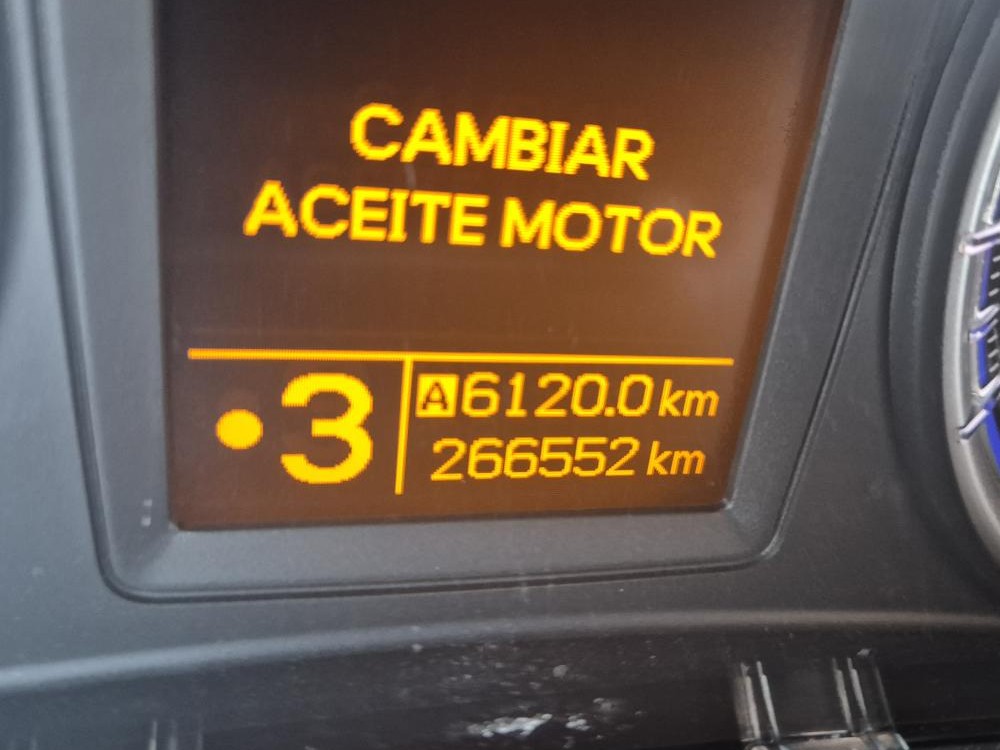 CAMBIAR
ACEITE MOTOR
•3
A 6120.0 km
266552 km